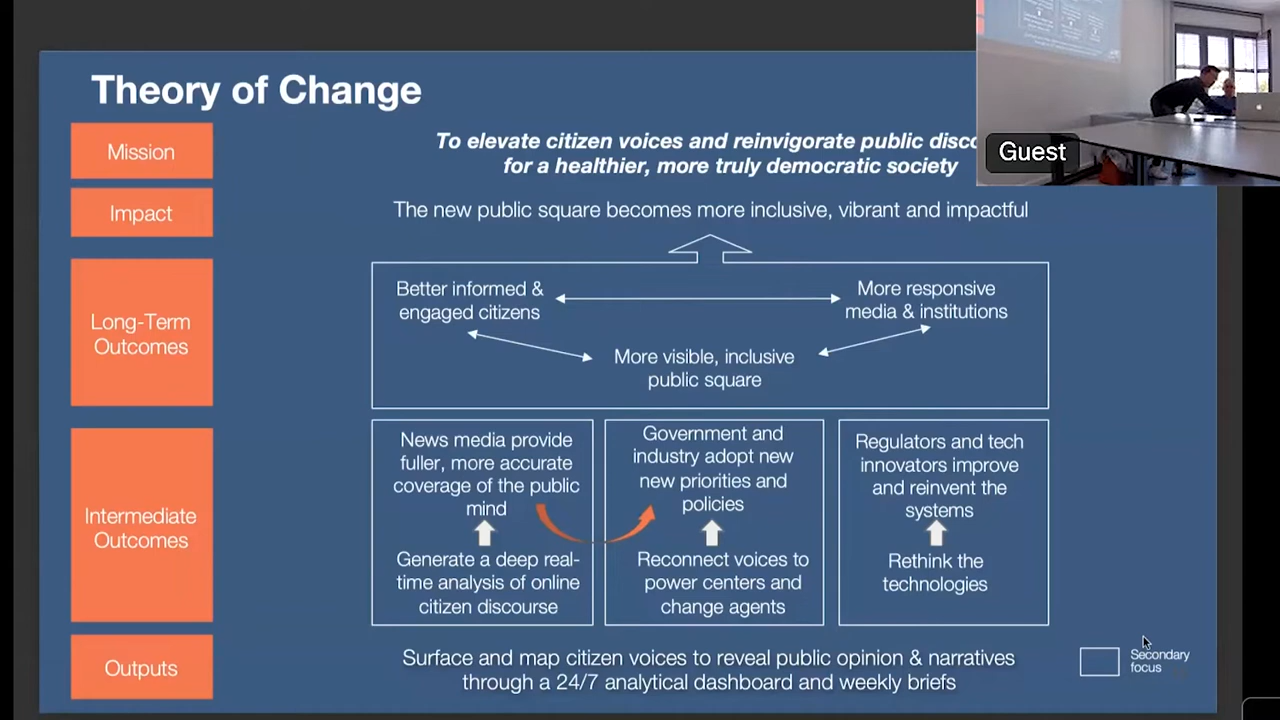 Theory of Change
Mission
To elevate citizen voices and reinvigorate public
for a healthier, more truly democratic society
Guest
Impact
The new public square becomes more inclusive, vibrant and impactful
Long-Term
Outcomes
Better informed &
engaged citizens
More responsive
media & institutions
More visible, inclusive
public square
Intermediate
Outcomes
News media provide
fuller, more accurate
coverage of the public
mind
Generate a deep real-
time analysis of online
citizen discourse
Government and
industry adopt new
new priorities and
policies
Reconnect voices to
power centers and
change agents
Regulators and tech
innovators improve
and reinvent the
systems
Rethink the
technologies
Outputs
Surface and map citizen voices to reveal public opinion & narratives
through a 24/7 analytical dashboard and weekly briefs
Secondary
focus